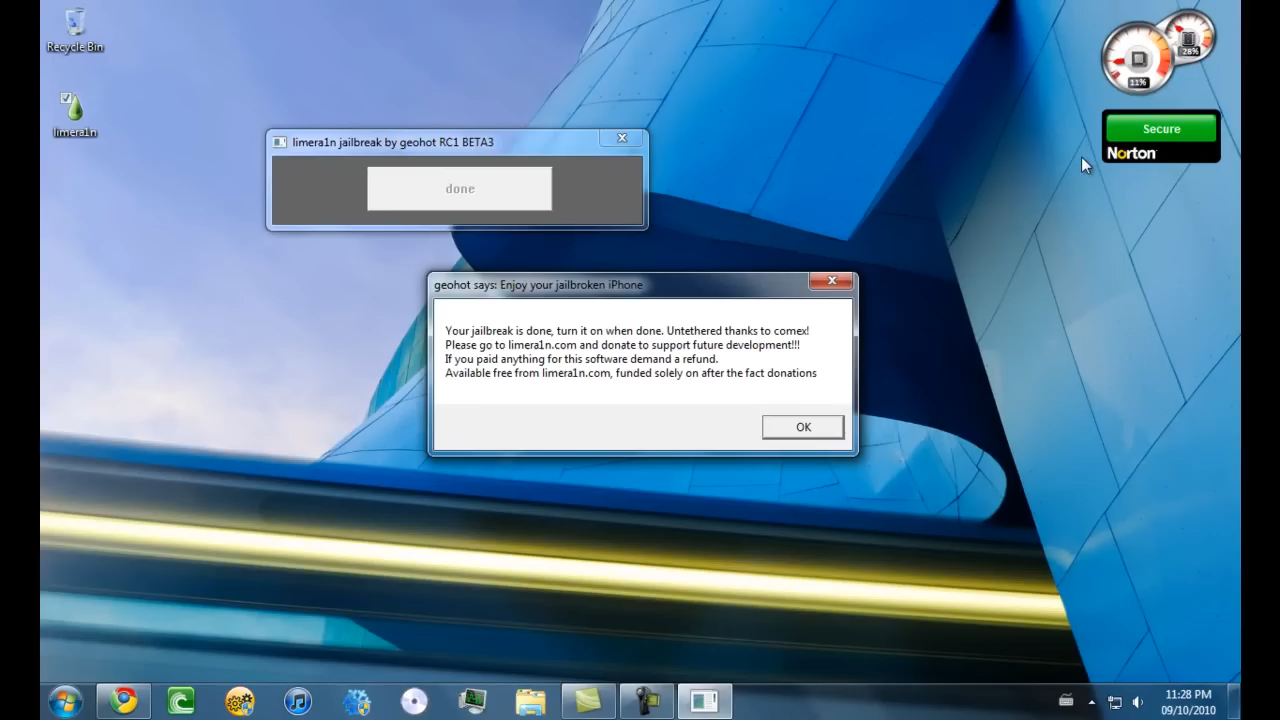 Recycle Bin
limera1n
11%
28%
Secure
Norton
limera1n jailbreak by geohot RC1 BETA3
done
geohot says: Enjoy your jailbroken iPhone
Your jailbreak is done, turn it on when done. Untethered thanks to comex!
Please go to limera1n.com and donate to support future development!!!
If you paid anything for this software demand a refund.
Available free from limera1n.com, funded solely on after the fact donations
OK
11:28 PM
09/10/2010